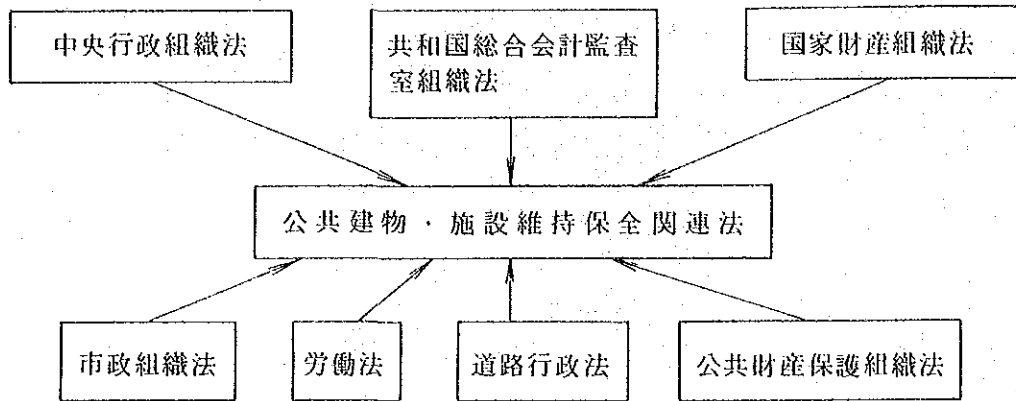 中央行政組織法
共和国総合会計監査
室組織法
国家財産組織法
公共建物・施設維持保全関連法
市政組織法
労働法
道路行政法
公共財産保護組織法